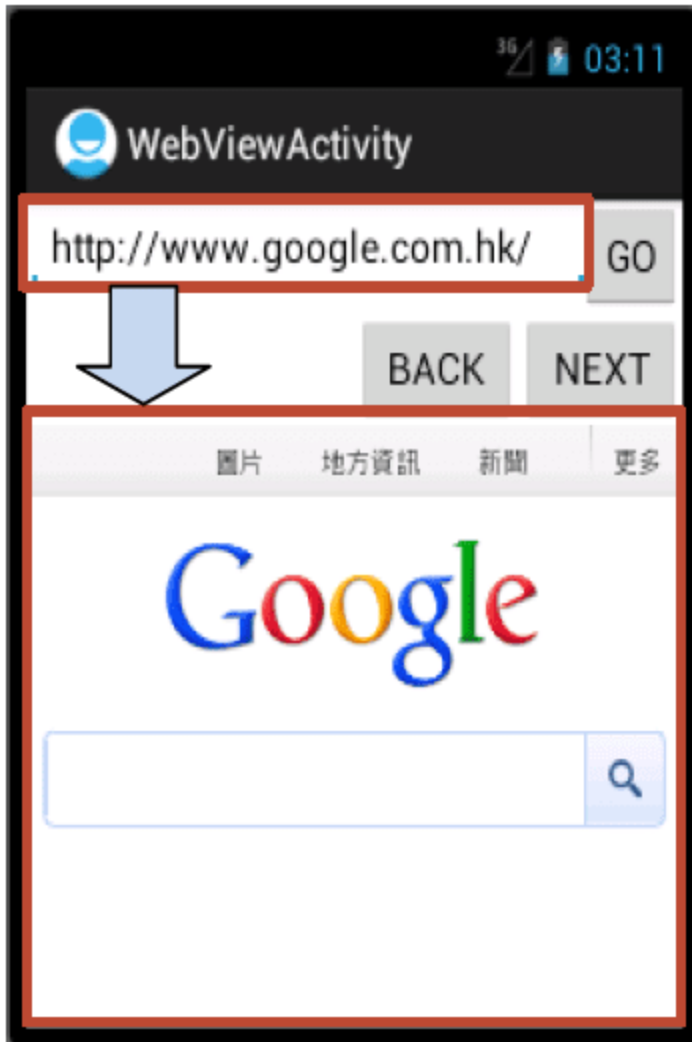 3G 03:11
WebViewActivity
http://www.google.com.hk/ GO
BACK NEXT
圖片 地方資訊 新聞 更多
Google